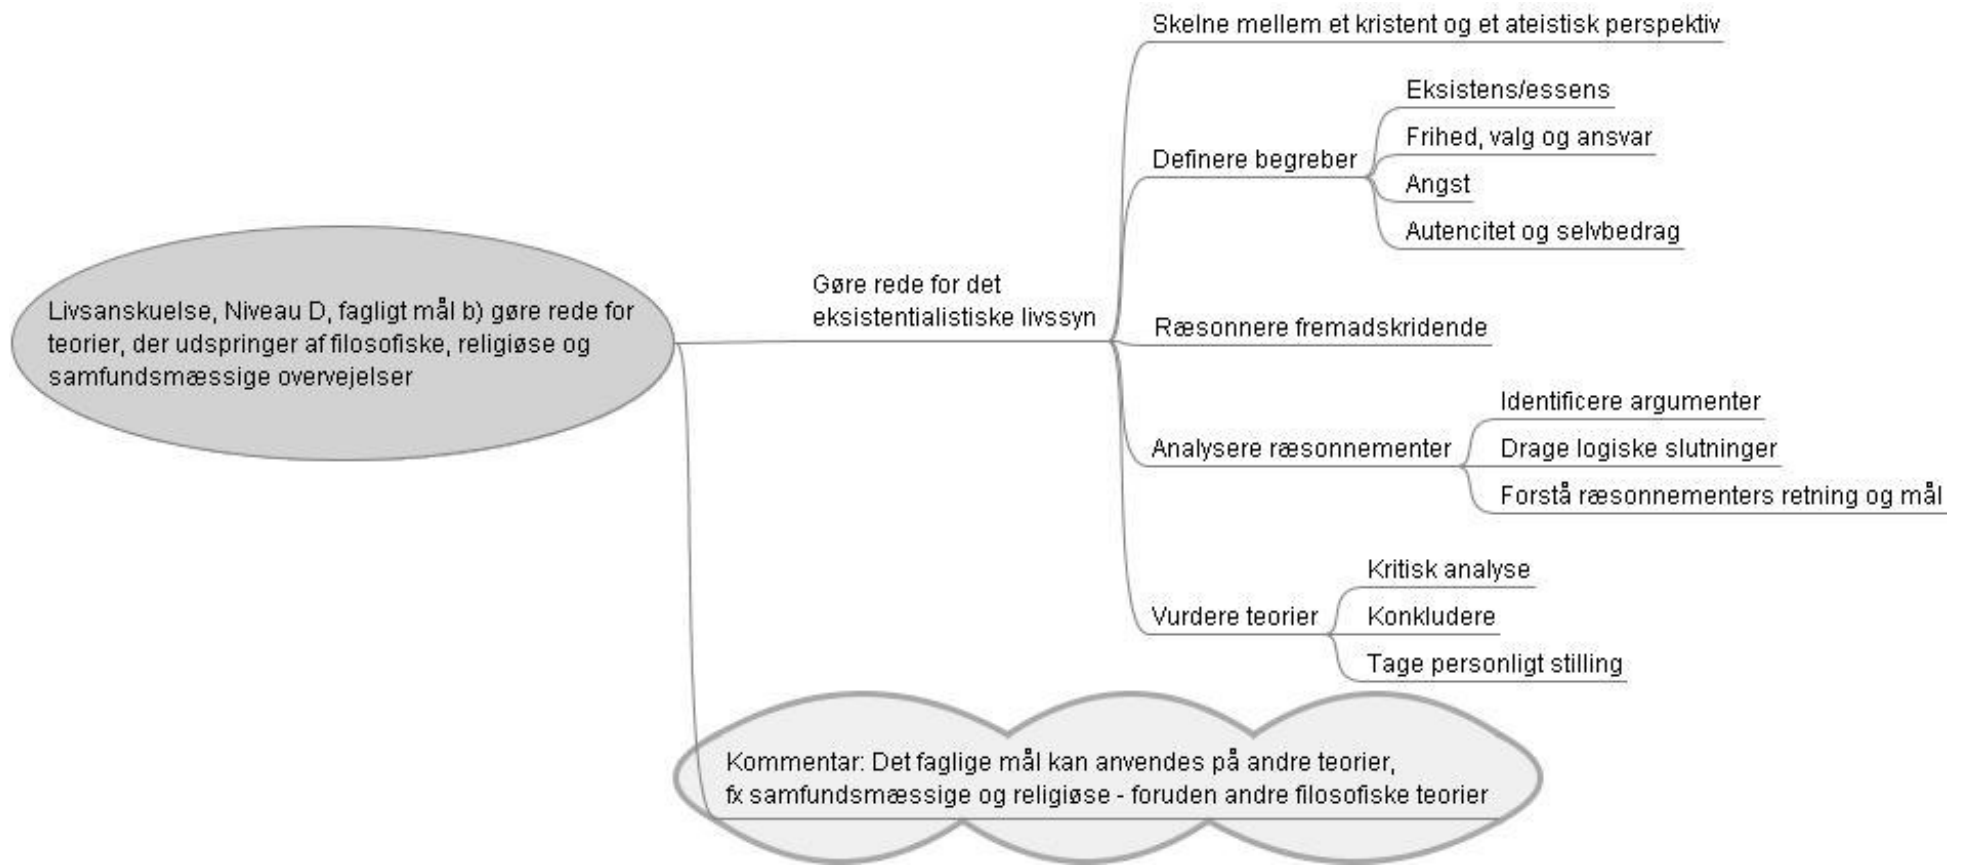 Livsanskuelse, Niveau D, fagligt mål b) gøre rede for
teorier, der udspringer af filosofiske, religiøse og
samfundsmæssige overvejelser
Gøre rede for det
eksistentialistiske livssyn
Skelne mellem et kristent og et ateistisk perspektiv
Definere begreber
Eksistens/essens
Frihed, valg og ansvar
Angst
Autencitet og selvbedrag
Ræsonnere fremadskridende
Analysere ræsonnementer
Identificere argumenter
Drage logiske slutninger
Forstå ræsonnementers retning og mål
Vurdere teorier
Kritisk analyse
Konkludere
Tage personligt stilling
Kommentar: Det faglige mål kan anvendes på andre teorier,
fx samfundsmæssige og religiøse - foruden andre filosofiske teorier